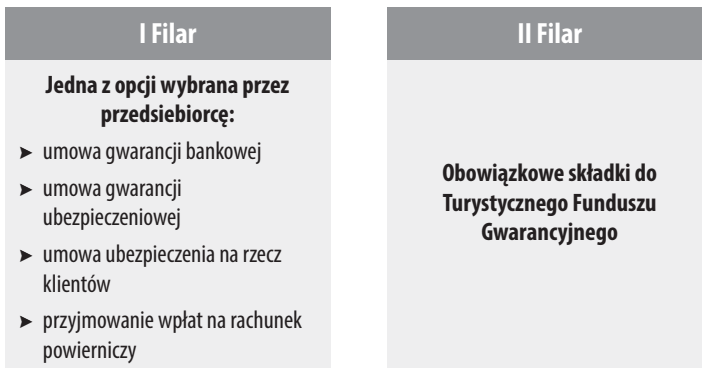 I Filar
Jedna z opcji wybrana przez
przedsiebiorcę:
➤ umowa gwarancji bankowej
➤ umowa gwarancji
ubezpieczeniowej
➤ umowa ubezpieczenia na rzecz
klientów
➤ przyjmowanie wpłat na rachunek
powierniczy
II Filar
Obowiązkowe składki do
Turystycznego Funduszu
Gwarancyjnego